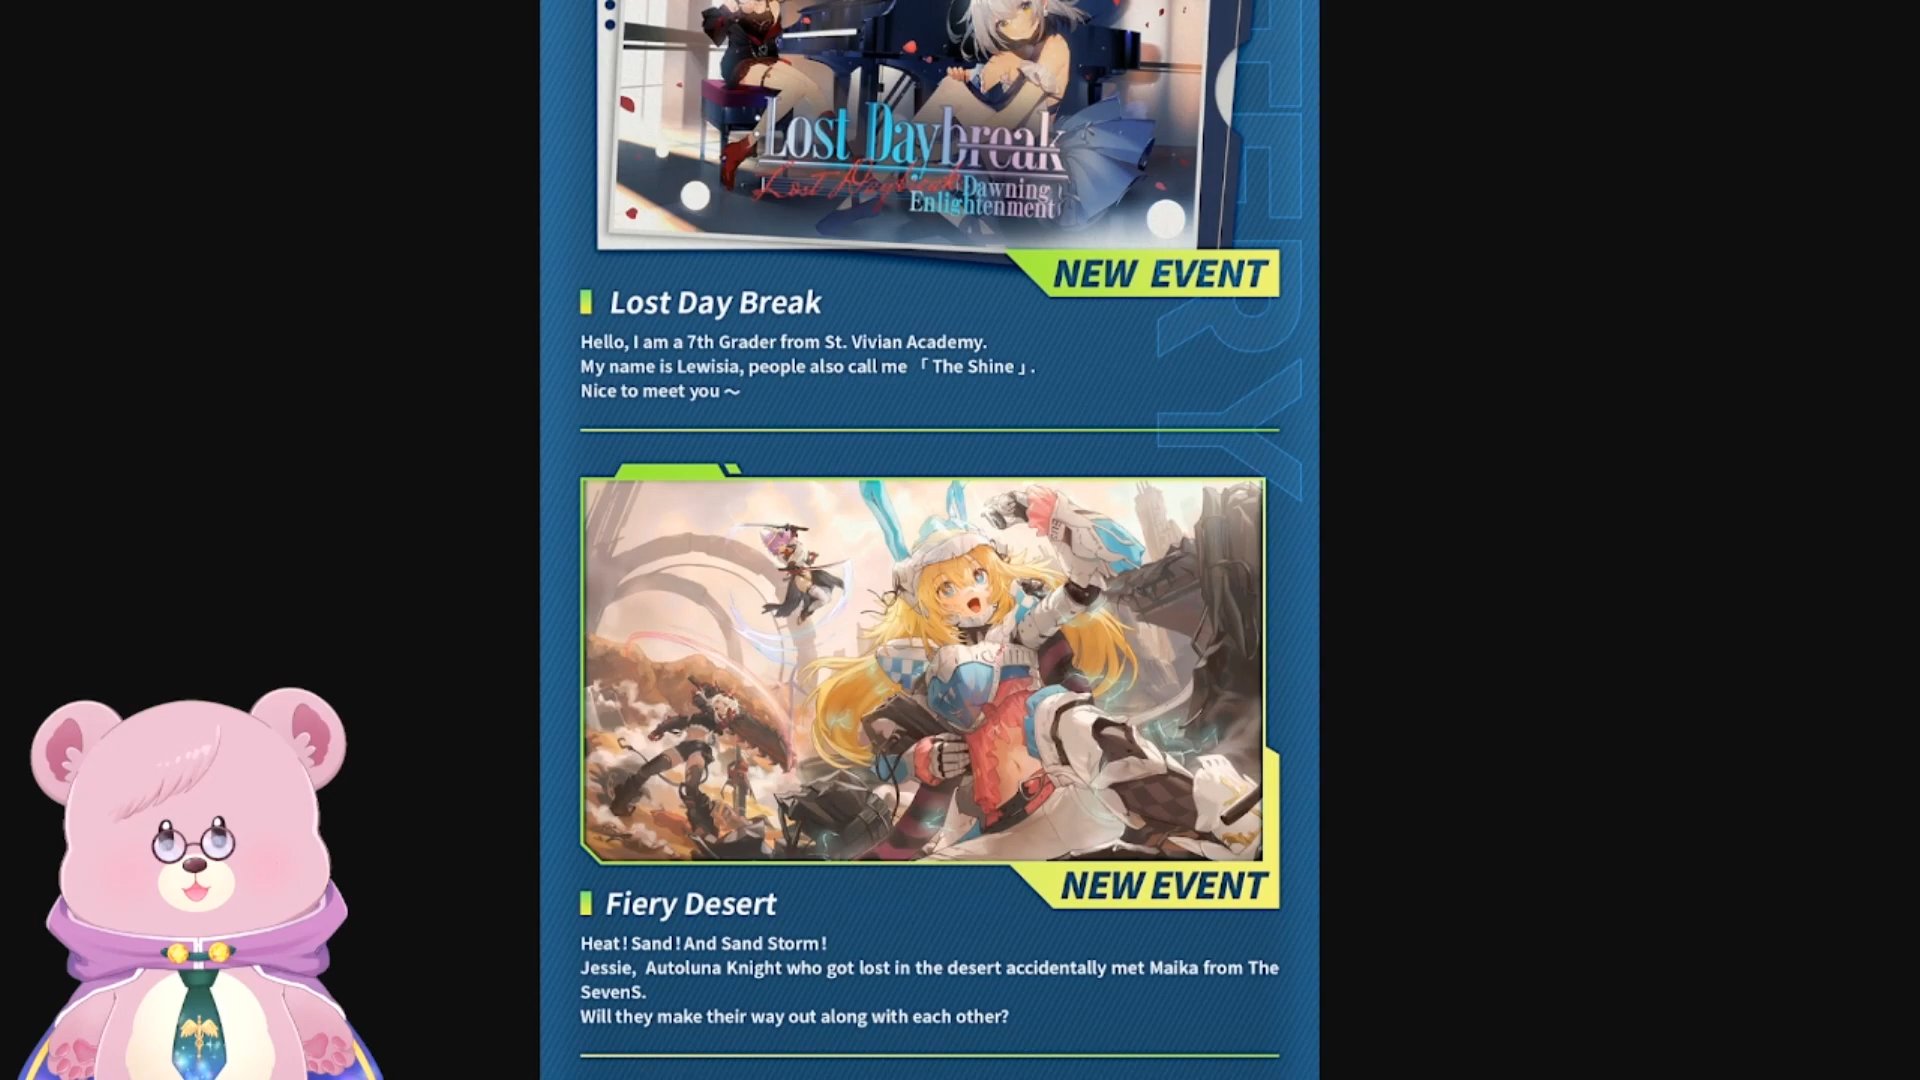 Lost Daybreak
Lost Daybreak
Dawning
Enlightenment
NEW EVENT
Lost Day Break
Hello, I am a 7th Grader from St. Vivian Academy.
My name is Lewisia, people also call me 「The Shine」.
Nice to meet you～
ERY
NEW EVENT
Fiery Desert
Heat! Sand! And Sand Storm!
Jessie, Autoluna Knight who got lost in the desert accidentally met Maika from The
SevenS.
Will they make their way out along with each other?